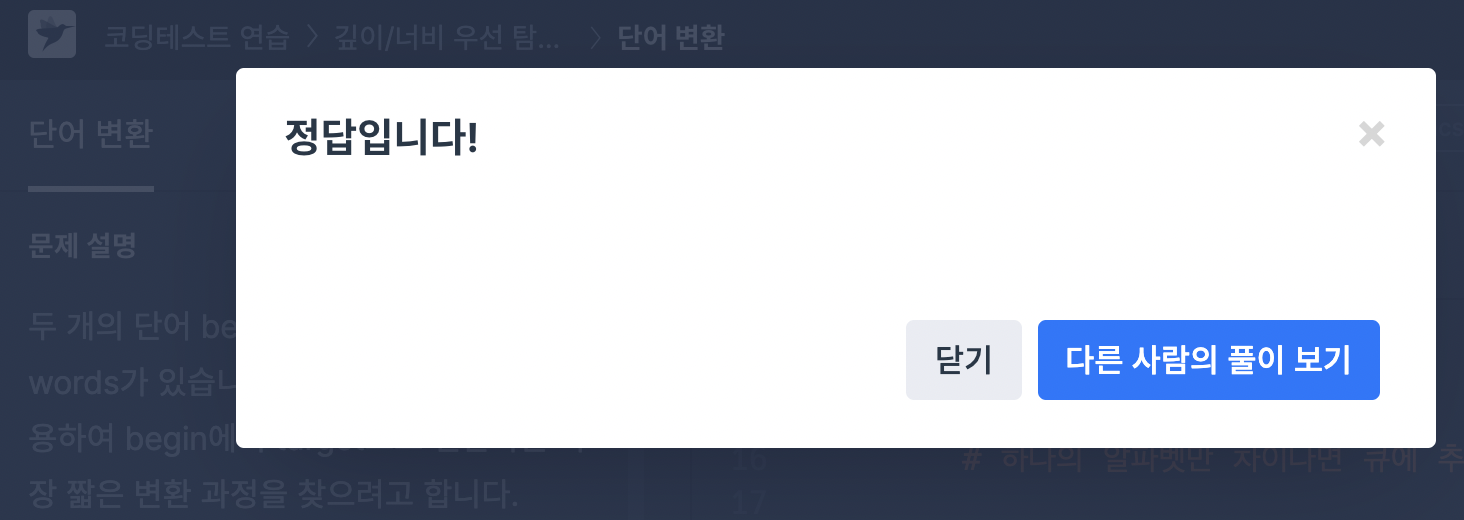 코딩테스트 연습 > 깊이/너비 우선 탐... > 단어 변환
단어 변환
정답입니다!
문제 설명
두 개의 단어 be
닫기
다른 사람의 풀이 보기
words가 있습니
용하여 begin에
장 짧은 변환 과정을 찾으려고 합니다.
16 # 하나의 알파벳만 차이나면 큐에 추
17